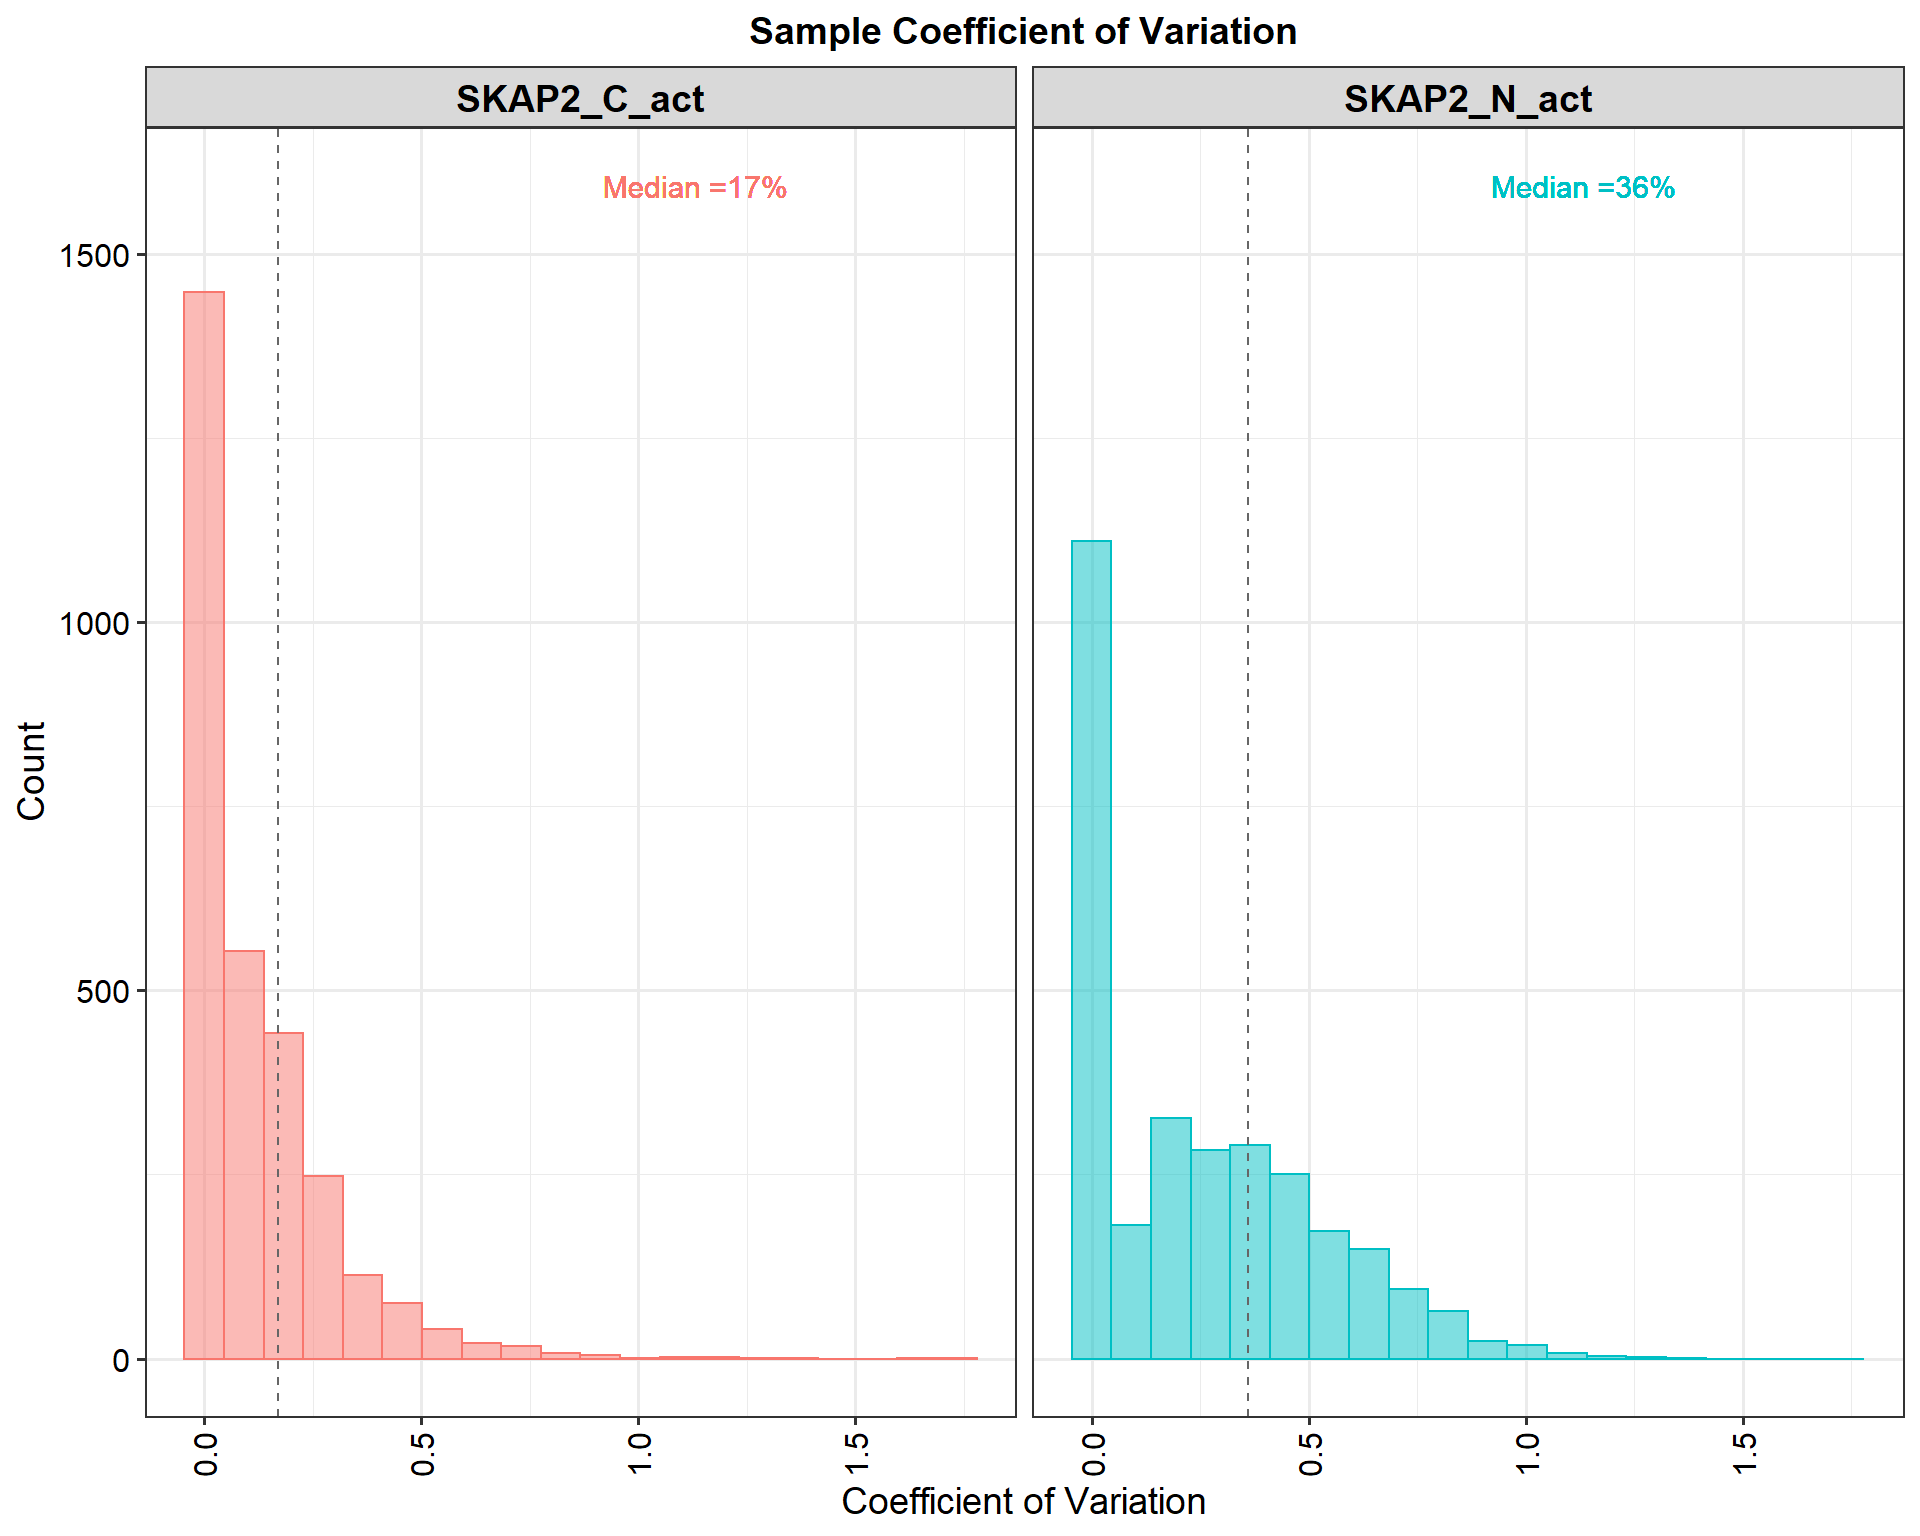 Sample Coefficient of Variation
SKAP2_C_act
SKAP2_N_act
Median =17%
Median =36%
1500
1000
500
0
Count
0.0
0.5
1.0
1.5
0.0
0.5
1.0
1.5
Coefficient of Variation